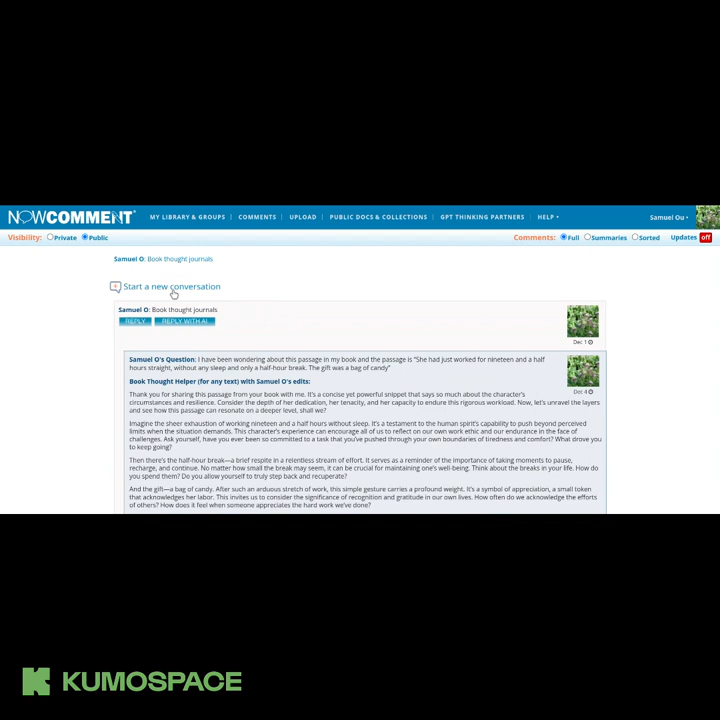 NOWCOMMENT® MY LIBRARY & GROUPS | COMMENTS | UPLOAD | PUBLIC DOCS & COLLECTIONS | GPT THINKING PARTNERS | HELP Samuel Ou
Visibility: Private Public Comments: Full Summaries Sorted Updates off
Samuel O: Book thought journals
Start a new conversation
Samuel O: Book thought journals
REPLY REPLY WITH AI
Dec 1
Samuel O's Question: I have been wondering about this passage in my book and the passage is "She had just worked for nineteen and a half
hours straight, without any sleep and only a half-hour break. The gift was a bag of candy"
Dec 4
Book Thought Helper (for any text) with Samuel O's edits:
Thank you for sharing this passage from your book with me. It's a concise yet powerful snippet that says so much about the character's
circumstances and resilience. Consider the depth of her dedication, her tenacity, and her capacity to endure this rigorous workload. Now, let's unravel the layers
and see how this passage can resonate on a deeper level, shall we?
Imagine the sheer exhaustion of working nineteen and a half hours without sleep. It's a testament to the human spirit's capability to push beyond perceived
limits when the situation demands. This character's experience can encourage all of us to reflect on our own work ethic and our endurance in the face of
challenges. Ask yourself, have you ever been so committed to a task that you've pushed through your own boundaries of tiredness and comfort? What drove you
to keep going?
Then there's the half-hour break—a brief respite in a relentless stream of effort. It serves as a reminder of the importance of taking moments to pause,
recharge, and continue. No matter how small the break may seem, it can be crucial for maintaining one's well-being. Think about the breaks in your life. How do
you spend them? Do you allow yourself to truly step back and recuperate?
And the gift—a bag of candy. After such an arduous stretch of work, this simple gesture carries a profound weight. It's a symbol of appreciation, a small token
that acknowledges her labor. This invites us to consider the significance of recognition and gratitude in our own lives. How often do we acknowledge the efforts
of others? How does it feel when someone appreciates the hard work we've done?
KUMOSPACE